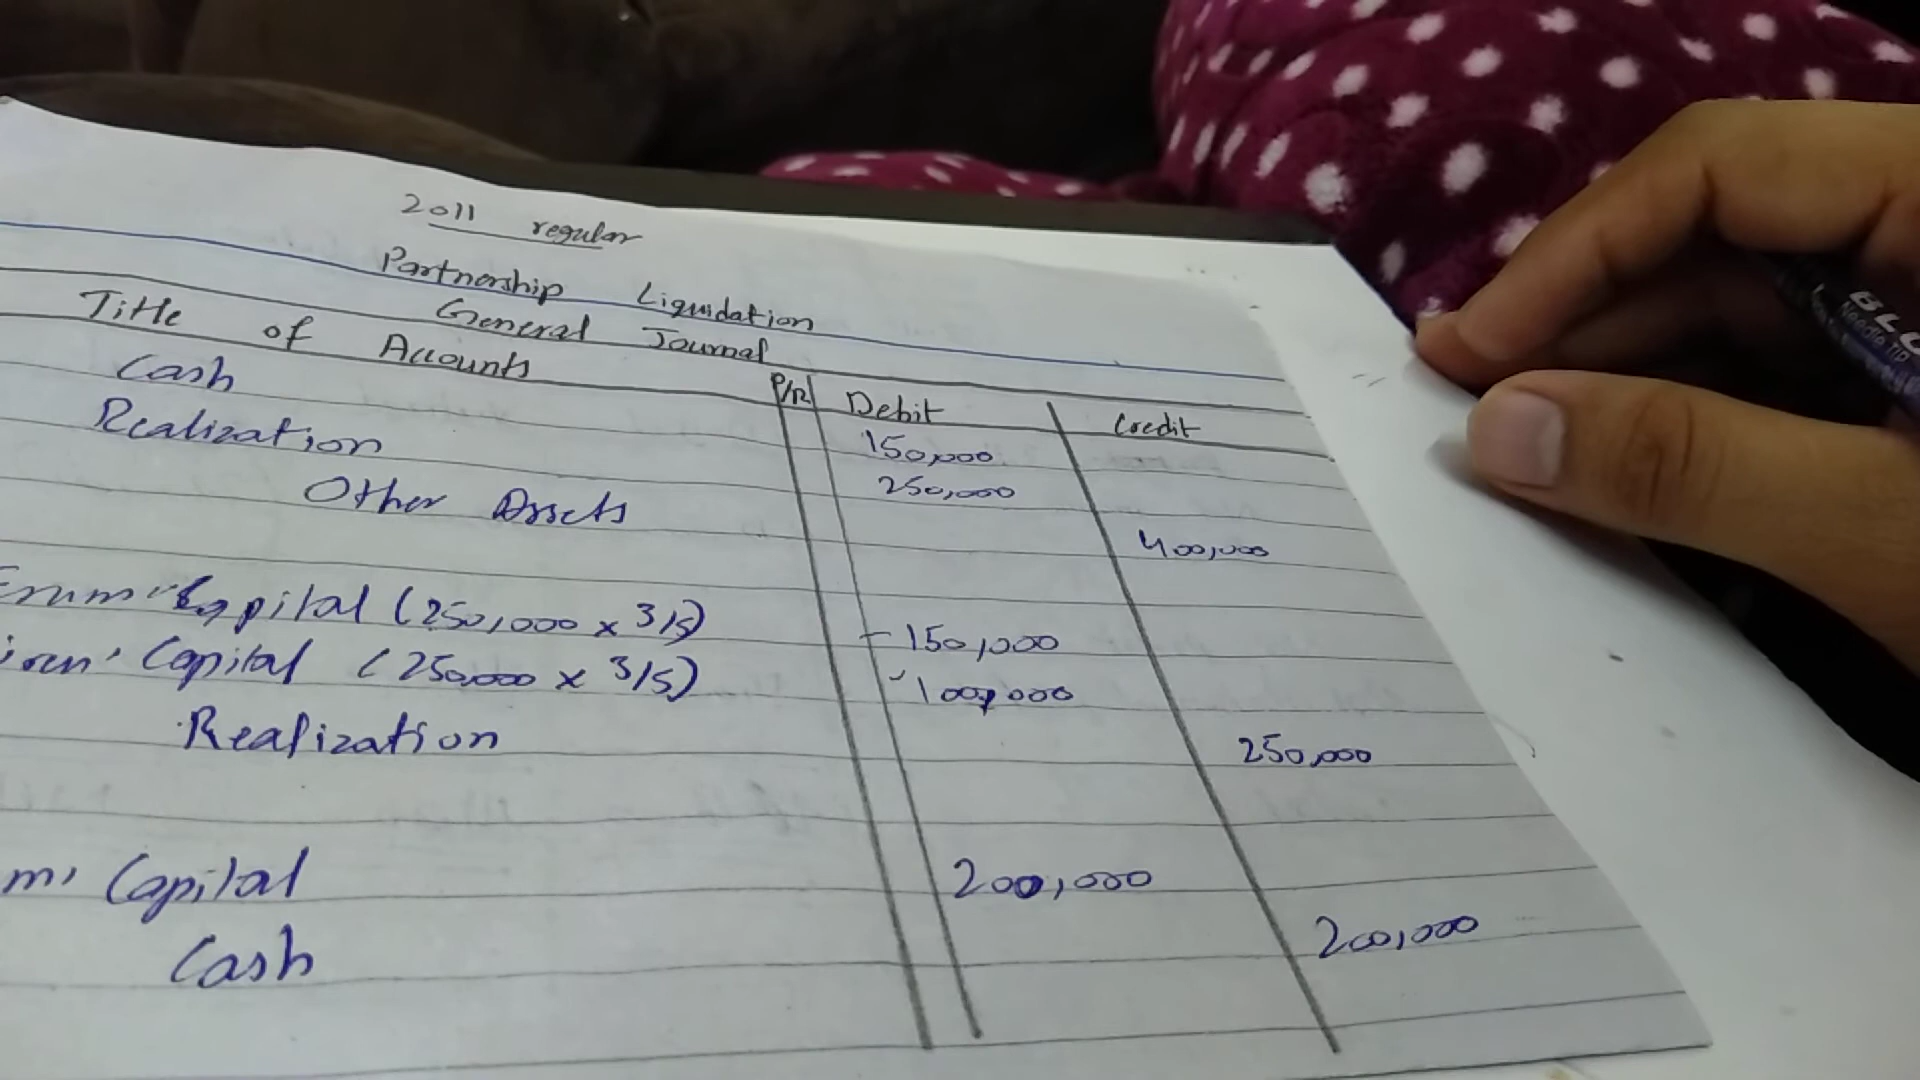 2011 regular
Partnership Liquidation
General Journal
Title of Accounts P/R Debit Credit
Cash 150,000
Realization 250,000
Other Assets 400,000
Capital (250,000 x 3/5) 150,000
Capital (250,000 x 3/5) 100,000
Realization 250,000
Capital 200,000
Cash 200,000
Needle Tip